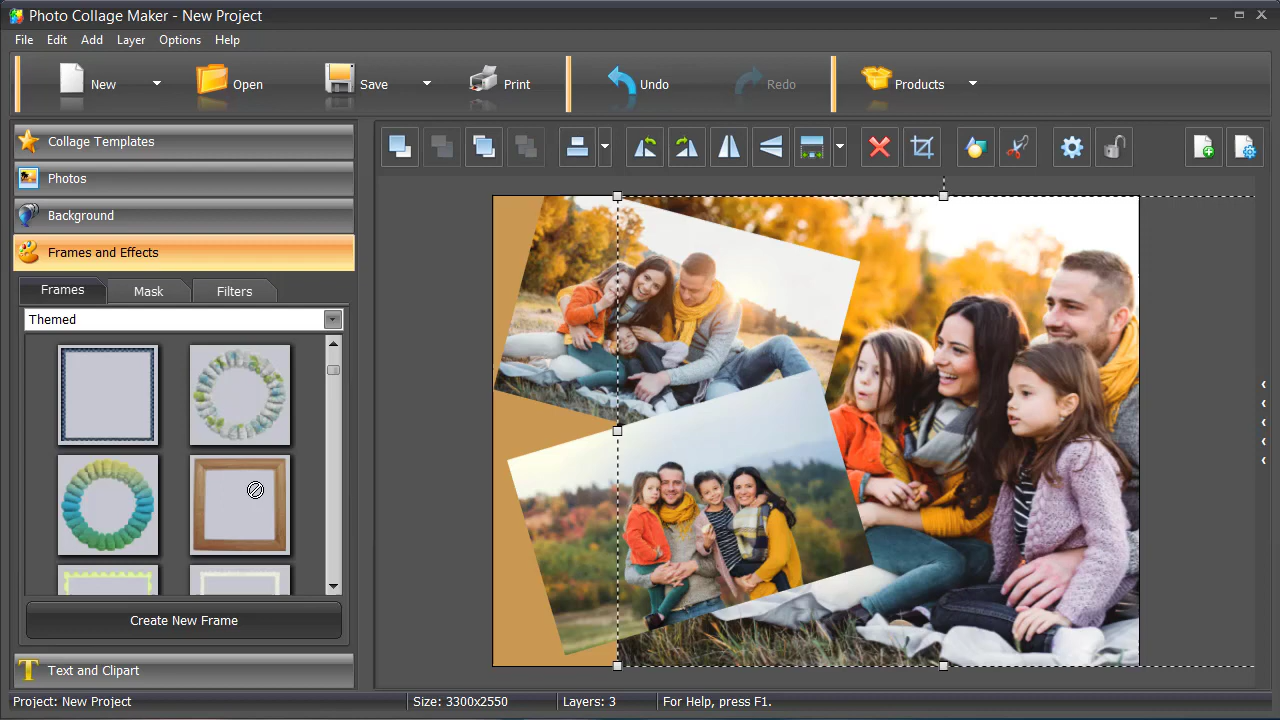 Photo Collage Maker - New Project
File Edit Add Layer Options Help
New Open Save Print Undo Redo Products
Collage Templates
Photos
Background
Frames and Effects
Frames Mask Filters
Themed
Create New Frame
Text and Clipart
Project: New Project Size: 3300x2550 Layers: 3 For Help, press F1.